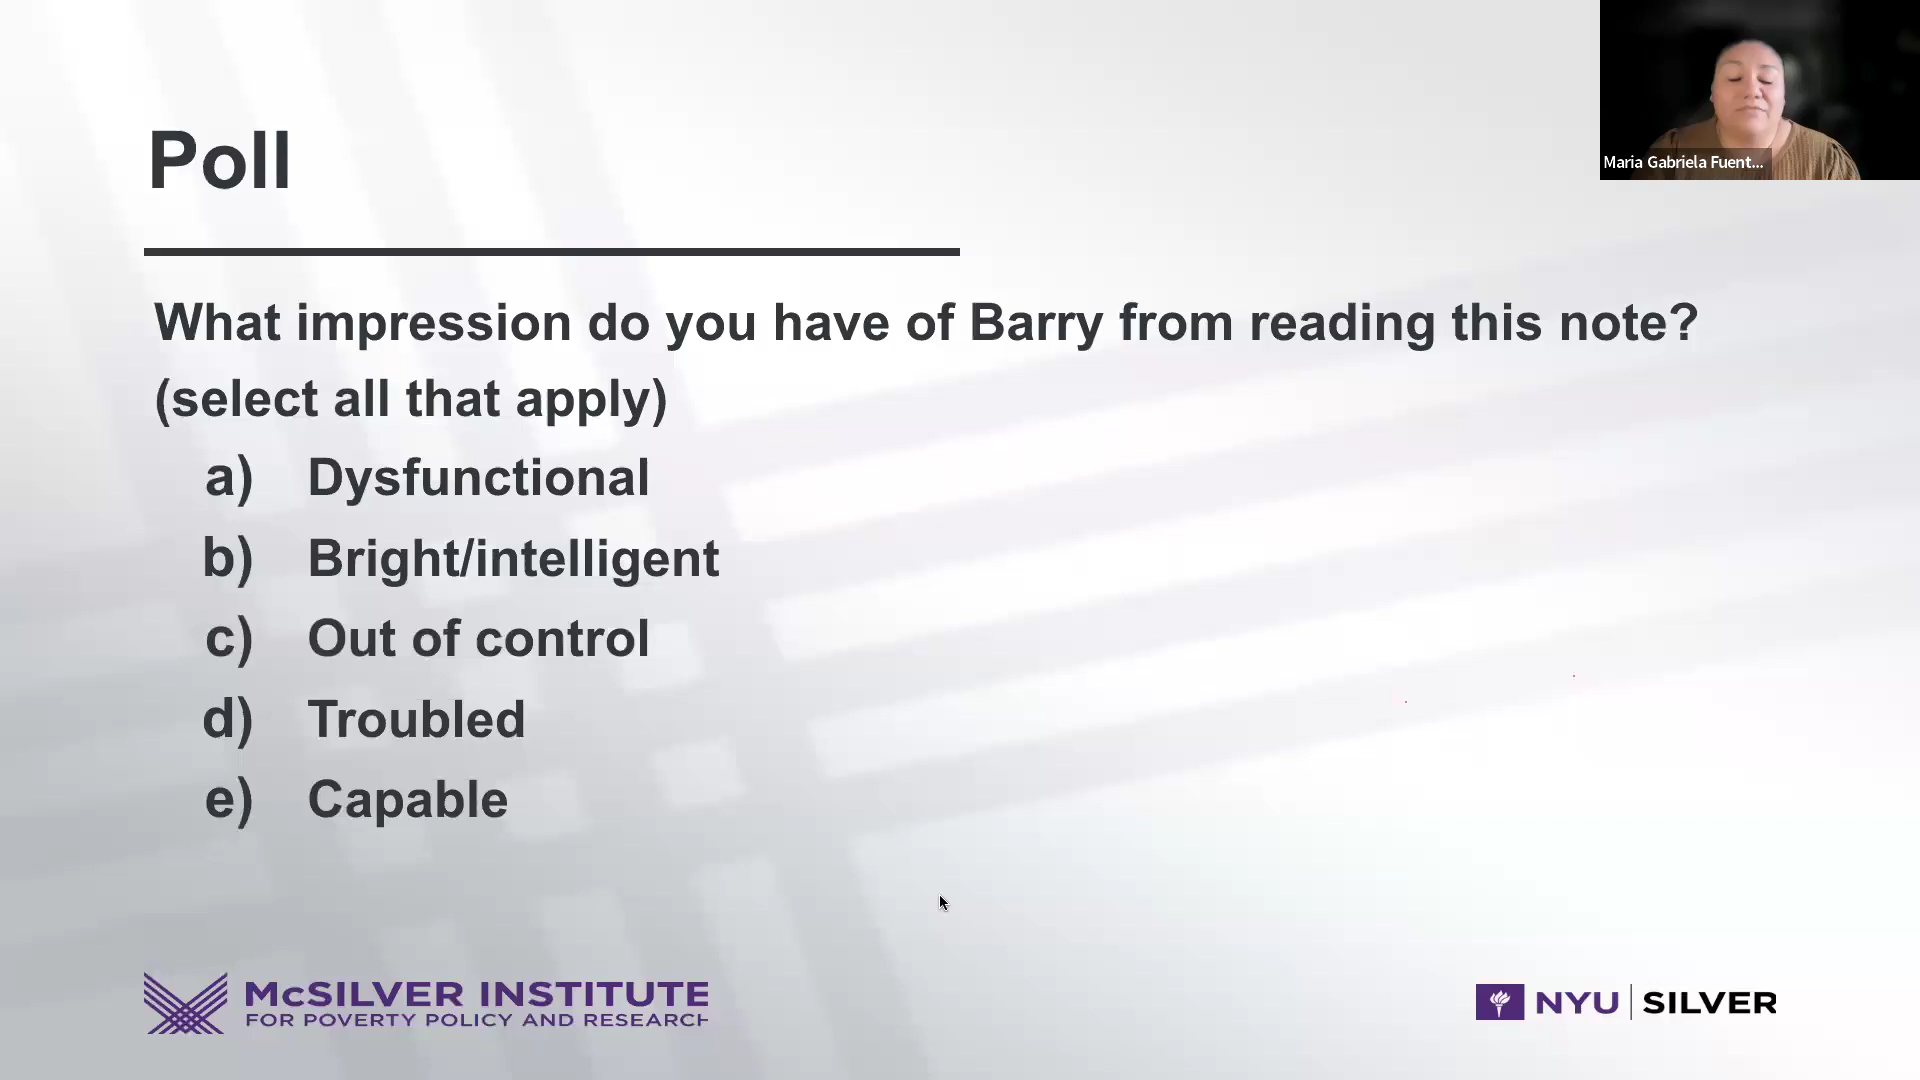 Poll
Maria Gabriela Fuent...
What impression do you have of Barry from reading this note?
(select all that apply)
a) Dysfunctional
b) Bright/intelligent
c) Out of control
d) Troubled
e) Capable
McSILVER INSTITUTE
FOR POVERTY POLICY AND RESEARCH
NYU SILVER